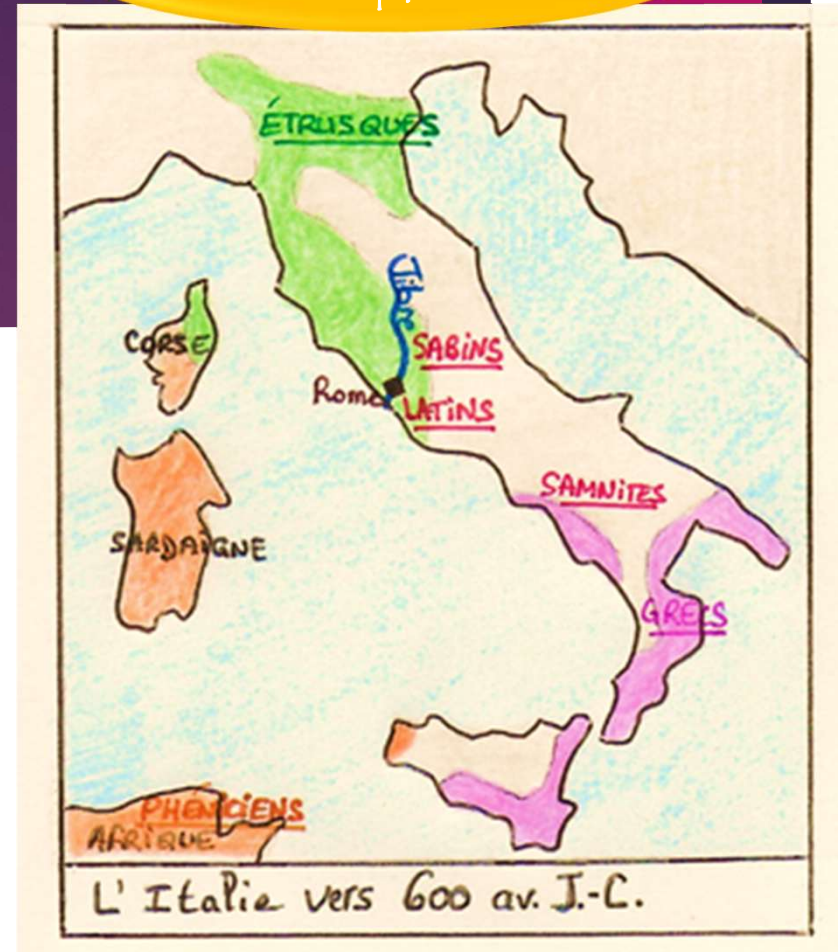 ÉTRUSQUES
Tibre
CORSE
SABINS
Rome
LATINS
SAMNITES
SARDAIGNE
GRECS
PHÉNICIENS
AFRIQUE
L'Italie vers 600 av. J.-C.